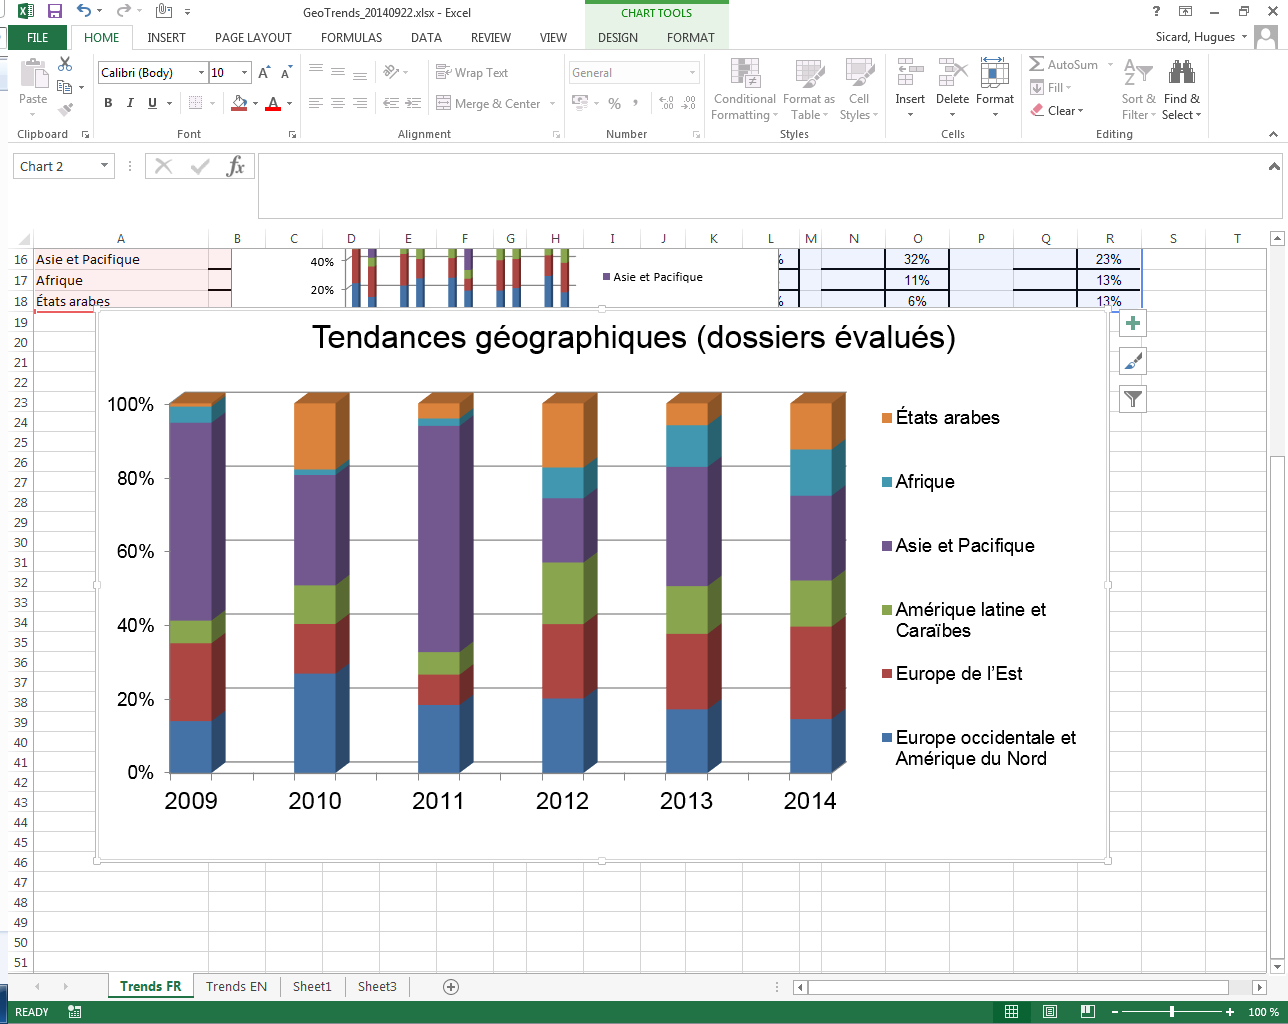 GeoTrends_20140922.xlsx - Excel
CHART TOOLS
?
FILE HOME INSERT PAGE LAYOUT FORMULAS DATA REVIEW VIEW DESIGN FORMAT Sicard, Hugues
Paste
Calibri (Body) 10 A A
B I U A
Wrap Text
Merge & Center
General
% ,
Conditional Formatting
Format as Table
Cell Styles
Insert Delete Format
AutoSum
Fill
Clear
Sort & Filter
Find & Select
Clipboard Font Alignment Number Styles Cells Editing
Chart 2 fx
A B C D E F G H I J K L M N O P Q R S T
16 Asie et Pacifique 40% % 32% 23%
17 Afrique Asie et Pacifique 11% 13%
18 États arabes 20% % 6% 13%
19
20
21
22
23
24
25
26
27
28
29
30
31
32
33
34
35
36
37
38
39
40
41
42
43
44
45
46
47
48
49
50
51
Tendances géographiques (dossiers évalués)
100%
80%
60%
40%
20%
0%
2009 2010 2011 2012 2013 2014
États arabes
Afrique
Asie et Pacifique
Amérique latine et
Caraïbes
Europe de l’Est
Europe occidentale et
Amérique du Nord
Trends FR Trends EN Sheet1 Sheet3
READY 100 %